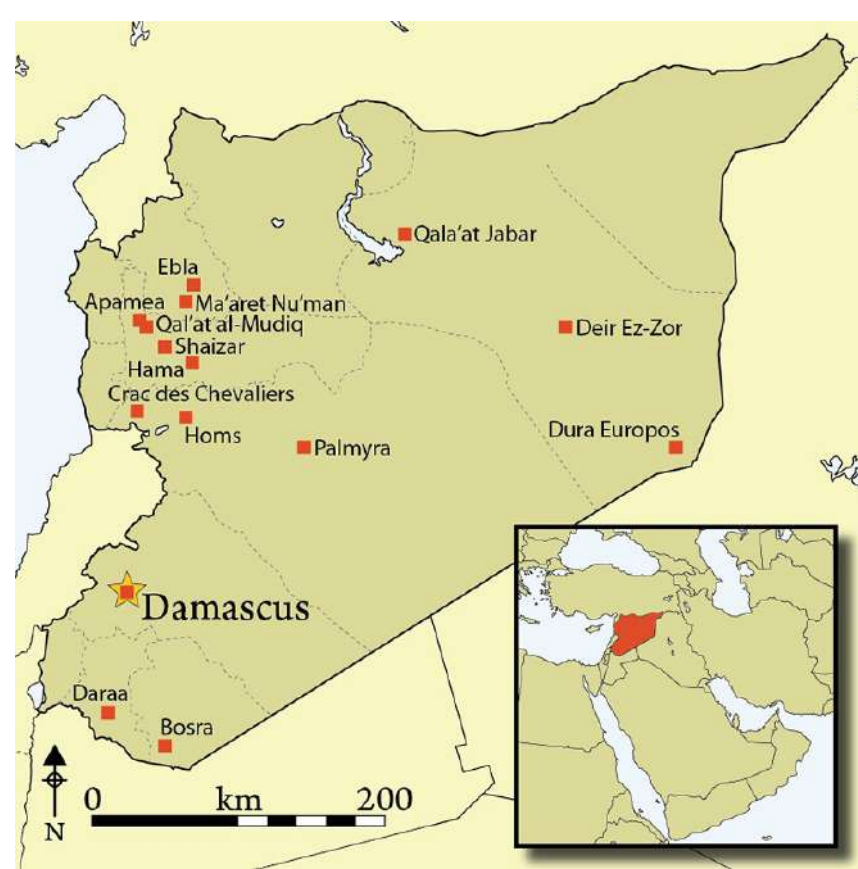 Qala'at Jabar
Ebla
Ma'aret Nu'man
Apamea
Qal'at al-Mudiq
Deir Ez-Zor
Shaizar
Hama
Crac des Chevaliers
Homs
Dura Europos
Palmyra
Damascus
Daraa
Bosra
0 km 200
N